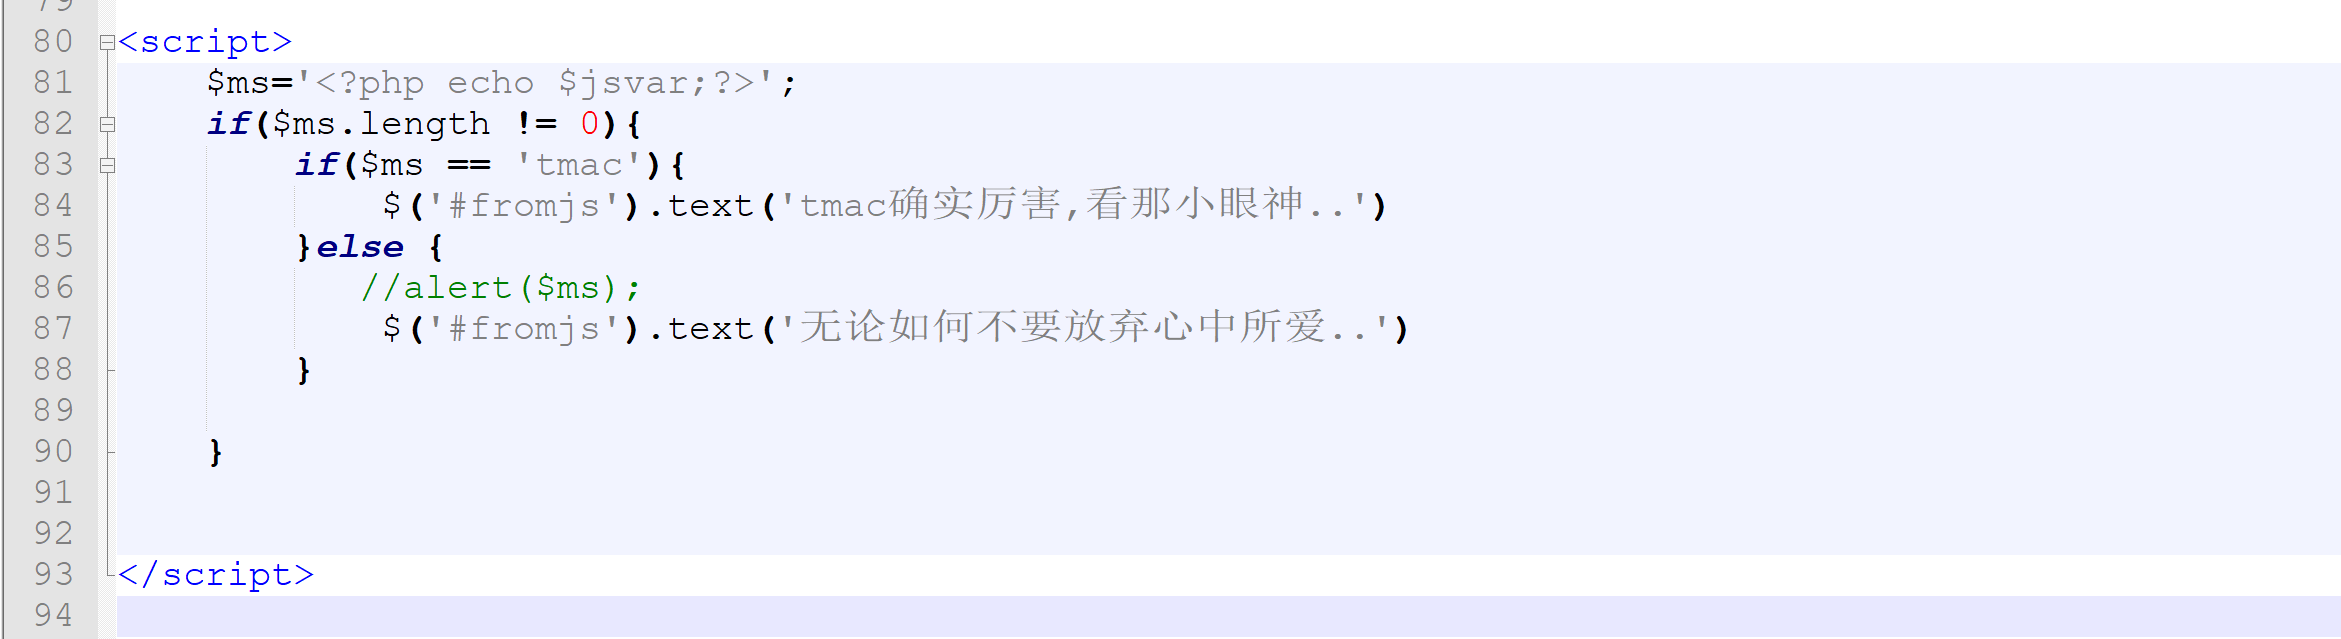 79
80 <script>
81 $ms='<?php echo $jsvar;?>';
82 if($ms.length != 0){
83 if($ms == 'tmac'){
84 $('#fromjs').text('tmac确实厉害,看那小眼神..')
85 }else {
86 //alert($ms);
87 $('#fromjs').text('无论如何不要放弃心中所爱..')
88 }
89
90 }
91
92
93 </script>
94